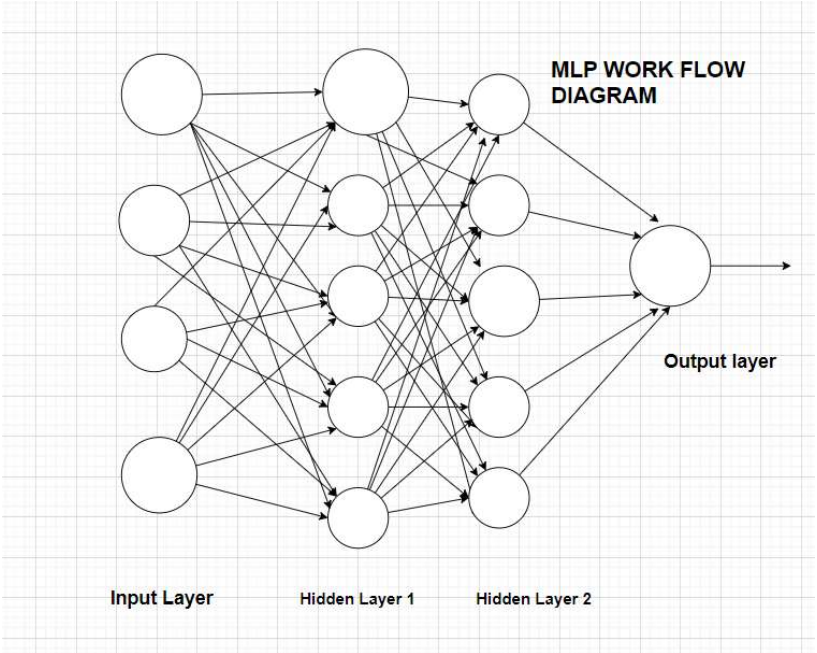 MLP WORK FLOW
DIAGRAM
Output layer
Input Layer
Hidden Layer 1
Hidden Layer 2